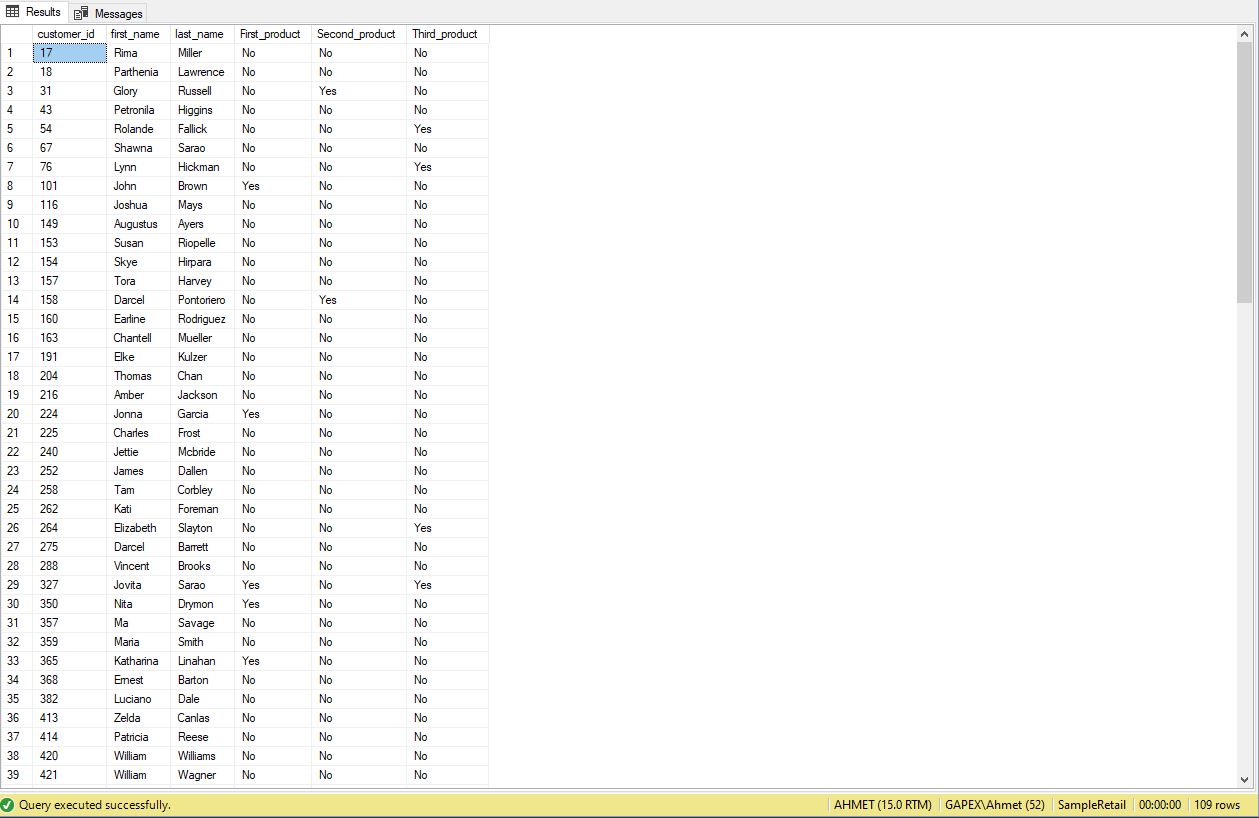 Results Messages
customer_id first_name last_name First_product Second_product Third_product
1 17 Rima Miller No No No
2 18 Parthenia Lawrence No No No
3 31 Glory Russell No Yes No
4 43 Petronila Higgins No No No
5 54 Rolande Fallick No No Yes
6 67 Shawna Sarao No No No
7 76 Lynn Hickman No No Yes
8 101 John Brown Yes No No
9 116 Joshua Mays No No No
10 149 Augustus Ayers No No No
11 153 Susan Riopelle No No No
12 154 Skye Hirpara No No No
13 157 Tora Harvey No No No
14 158 Darcel Pontoriero No Yes No
15 160 Earline Rodriguez No No No
16 163 Chantell Mueller No No No
17 191 Elke Kulzer No No No
18 204 Thomas Chan No No No
19 216 Amber Jackson No No No
20 224 Jonna Garcia Yes No No
21 225 Charles Frost No No No
22 240 Jettie Mcbride No No No
23 252 James Dallen No No No
24 258 Tam Corbley No No No
25 262 Kati Foreman No No No
26 264 Elizabeth Slayton No No Yes
27 275 Darcel Barrett No No No
28 288 Vincent Brooks No No No
29 327 Jovita Sarao Yes No Yes
30 350 Nita Drymon Yes No No
31 357 Ma Savage No No No
32 359 Maria Smith No No No
33 365 Katharina Linahan Yes No No
34 368 Ernest Barton No No No
35 382 Luciano Dale No No No
36 413 Zelda Canlas No No No
37 414 Patricia Reese No No No
38 420 William Williams No No No
39 421 William Wagner No No No
Query executed successfully. AHMET (15.0 RTM) GAPEX\Ahmet (52) SampleRetail 00:00:00 109 rows